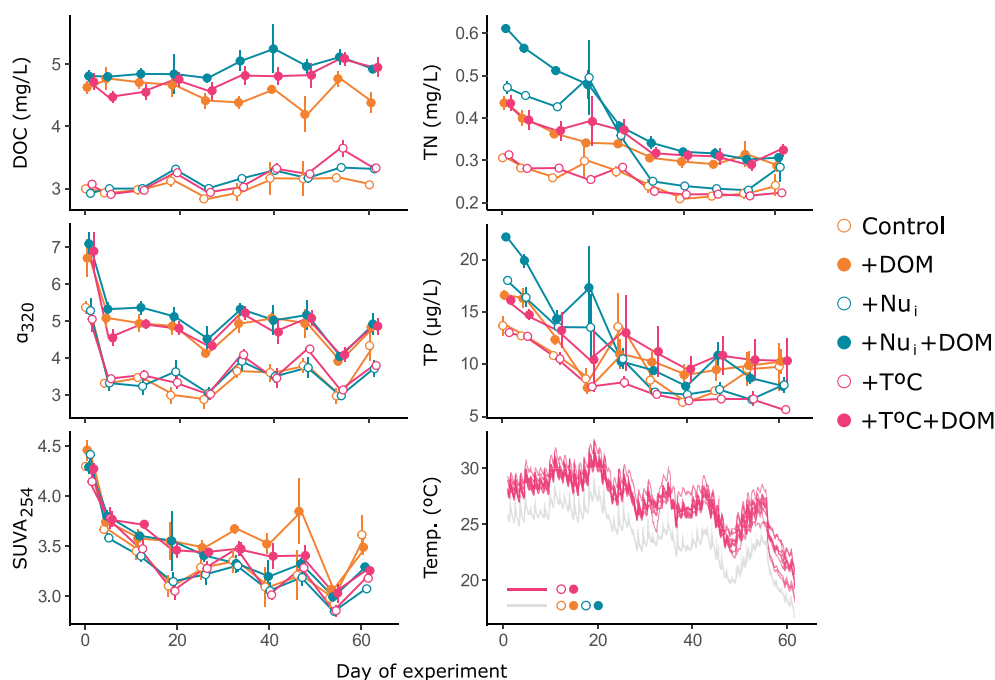 DOC (mg/L)
5
4
3
TN (mg/L)
0.6
0.5
0.4
0.3
0.2
a320
7
6
5
4
3
TP (µg/L)
20
15
10
5
SUVA254
4.5
4.0
3.5
3.0
0 20 40 60
Temp. (ºC)
30
25
20
0 20 40 60
Day of experiment
Control
+DOM
+Nui
+Nui+DOM
+TºC
+TºC+DOM